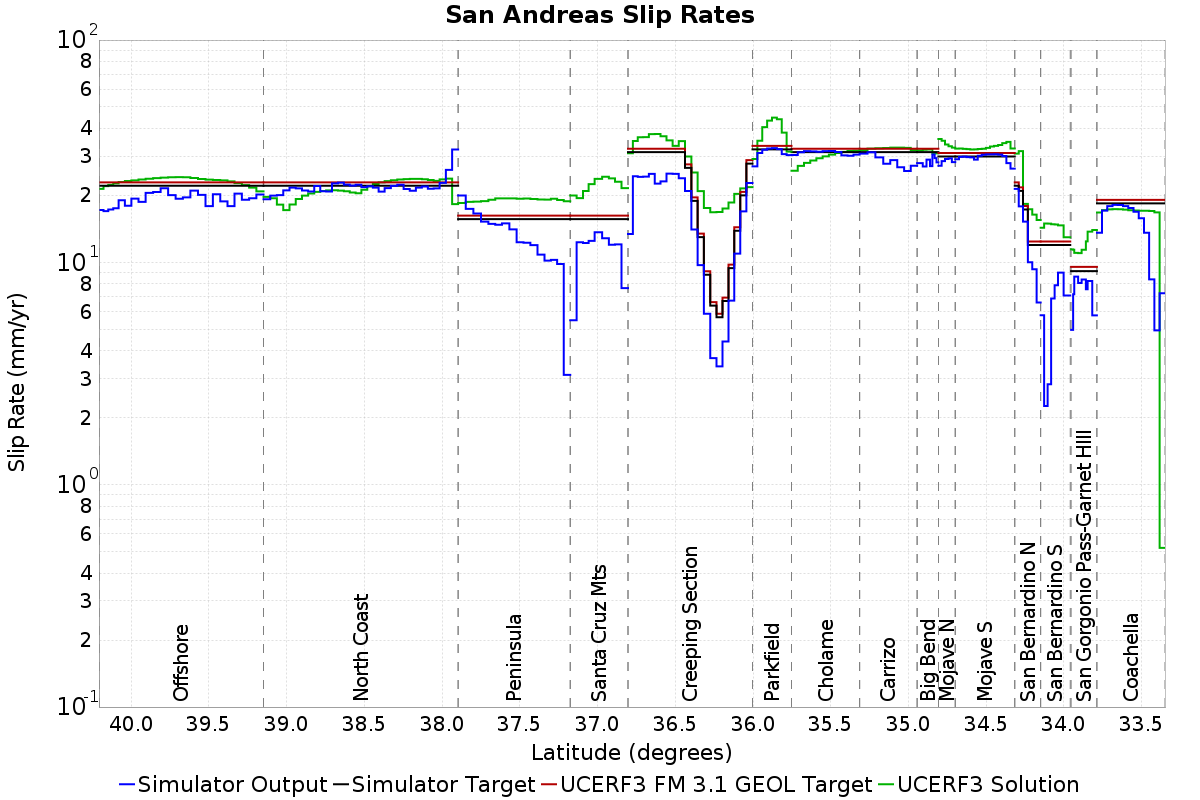 San Andreas Slip Rates
Slip Rate (mm/yr)
10^2
8
6
4
3
2
10^1
8
6
4
3
2
10^0
8
6
4
3
2
10^-1
Offshore
North Coast
Peninsula
Santa Cruz Mts
Creeping Section
Parkfield
Cholame
Carrizo
Big Bend
Mojave N
Mojave S
San Bernardino N
San Bernardino S
San Gorgonio Pass-Garnet HIll
Coachella
40.0 39.5 39.0 38.5 38.0 37.5 37.0 36.5 36.0 35.5 35.0 34.5 34.0 33.5
Latitude (degrees)
Simulator Output Simulator Target UCERF3 FM 3.1 GEOL Target UCERF3 Solution